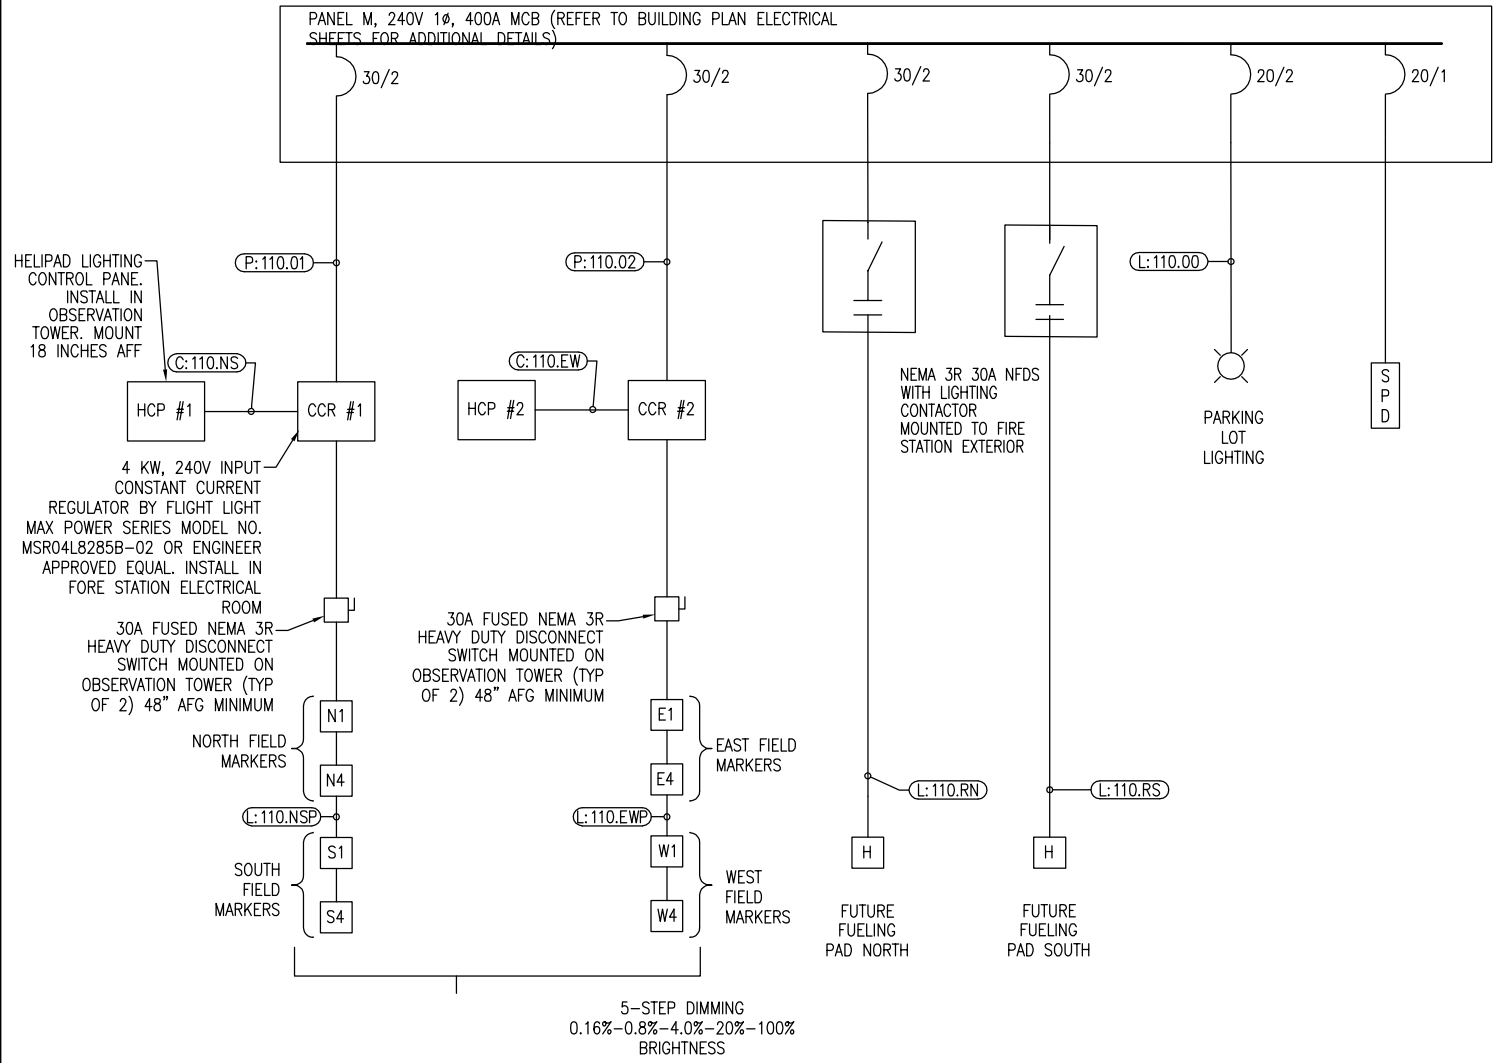 PANEL M, 240V 1ø, 400A MCB (REFER TO BUILDING PLAN ELECTRICAL
SHEETS FOR ADDITIONAL DETAILS)
30/2
30/2
30/2
30/2
20/2
20/1
HELIPAD LIGHTING
CONTROL PANE.
INSTALL IN
OBSERVATION
TOWER. MOUNT
18 INCHES AFF
P:110.01
P:110.02
L:110.00
C:110.NS
C:110.EW
HCP #1
CCR #1
HCP #2
CCR #2
NEMA 3R 30A NFDS
WITH LIGHTING
CONTACTOR
MOUNTED TO FIRE
STATION EXTERIOR
PARKING
LOT
LIGHTING
S
P
D
4 KW, 240V INPUT
CONSTANT CURRENT
REGULATOR BY FLIGHT LIGHT
MAX POWER SERIES MODEL NO.
MSR04L8285B-02 OR ENGINEER
APPROVED EQUAL. INSTALL IN
FORE STATION ELECTRICAL
ROOM
30A FUSED NEMA 3R
HEAVY DUTY DISCONNECT
SWITCH MOUNTED ON
OBSERVATION TOWER (TYP
OF 2) 48" AFG MINIMUM
30A FUSED NEMA 3R
HEAVY DUTY DISCONNECT
SWITCH MOUNTED ON
OBSERVATION TOWER (TYP
OF 2) 48" AFG MINIMUM
N1
NORTH FIELD
MARKERS
N4
E1
EAST FIELD
MARKERS
E4
L:110.NSP
L:110.EWP
L:110.RN
L:110.RS
S1
SOUTH
FIELD
MARKERS
S4
W1
WEST
FIELD
MARKERS
W4
H
FUTURE
FUELING
PAD NORTH
H
FUTURE
FUELING
PAD SOUTH
5-STEP DIMMING
0.16%-0.8%-4.0%-20%-100%
BRIGHTNESS